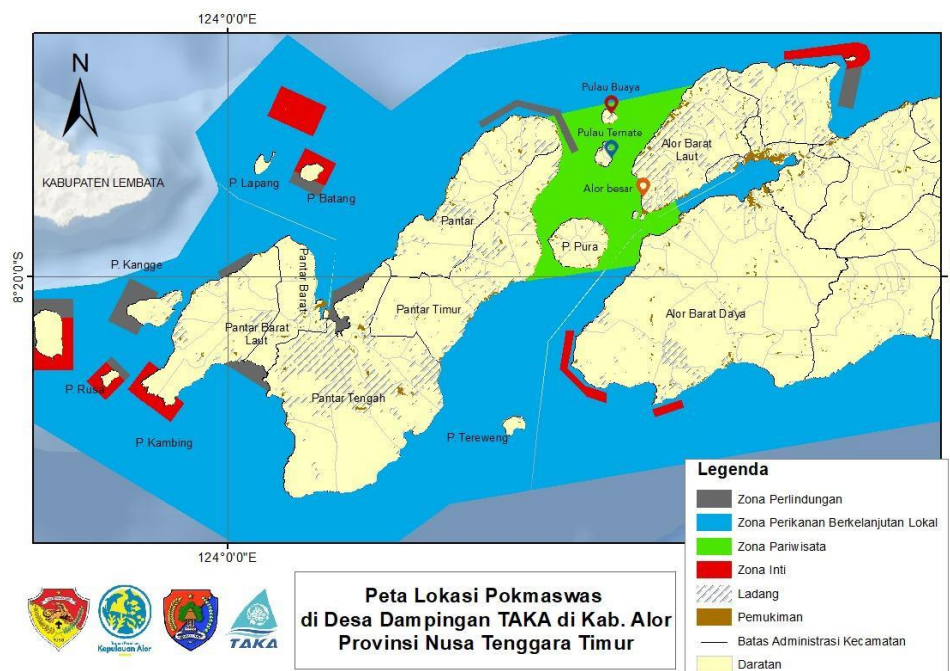 124°0'0"E
N
KABUPATEN LEMBATA
P. Lapang
P. Batang
Pulau Buaya
Pulau Ternate
Alor Barat
Laut
Alor besar
Pantar
P. Pura
8°20'0"S
P. Kangge
Pantar Barat
Pantar Timur
Pantar Barat
Laut
Alor Barat Daya
P. Rusa
Pantar Tengah
P. Kambing
P. Tereweng
124°0'0"E
Legenda
Zona Perlindungan
Zona Perikanan Berkelanjutan Lokal
Zona Pariwisata
Zona Inti
Ladang
Pemukiman
Batas Administrasi Kecamatan
Daratan
Kepulauan Alor
TAKA
Peta Lokasi Pokmaswas
di Desa Dampingan TAKA di Kab. Alor
Provinsi Nusa Tenggara Timur